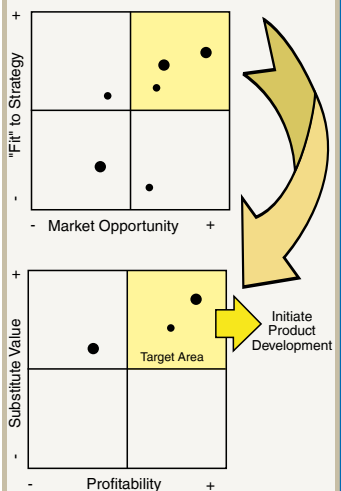 +
"Fit" to Strategy
-
- Market Opportunity +
+
Substitute Value
-
Target Area
Initiate
Product
Development
- Profitability +